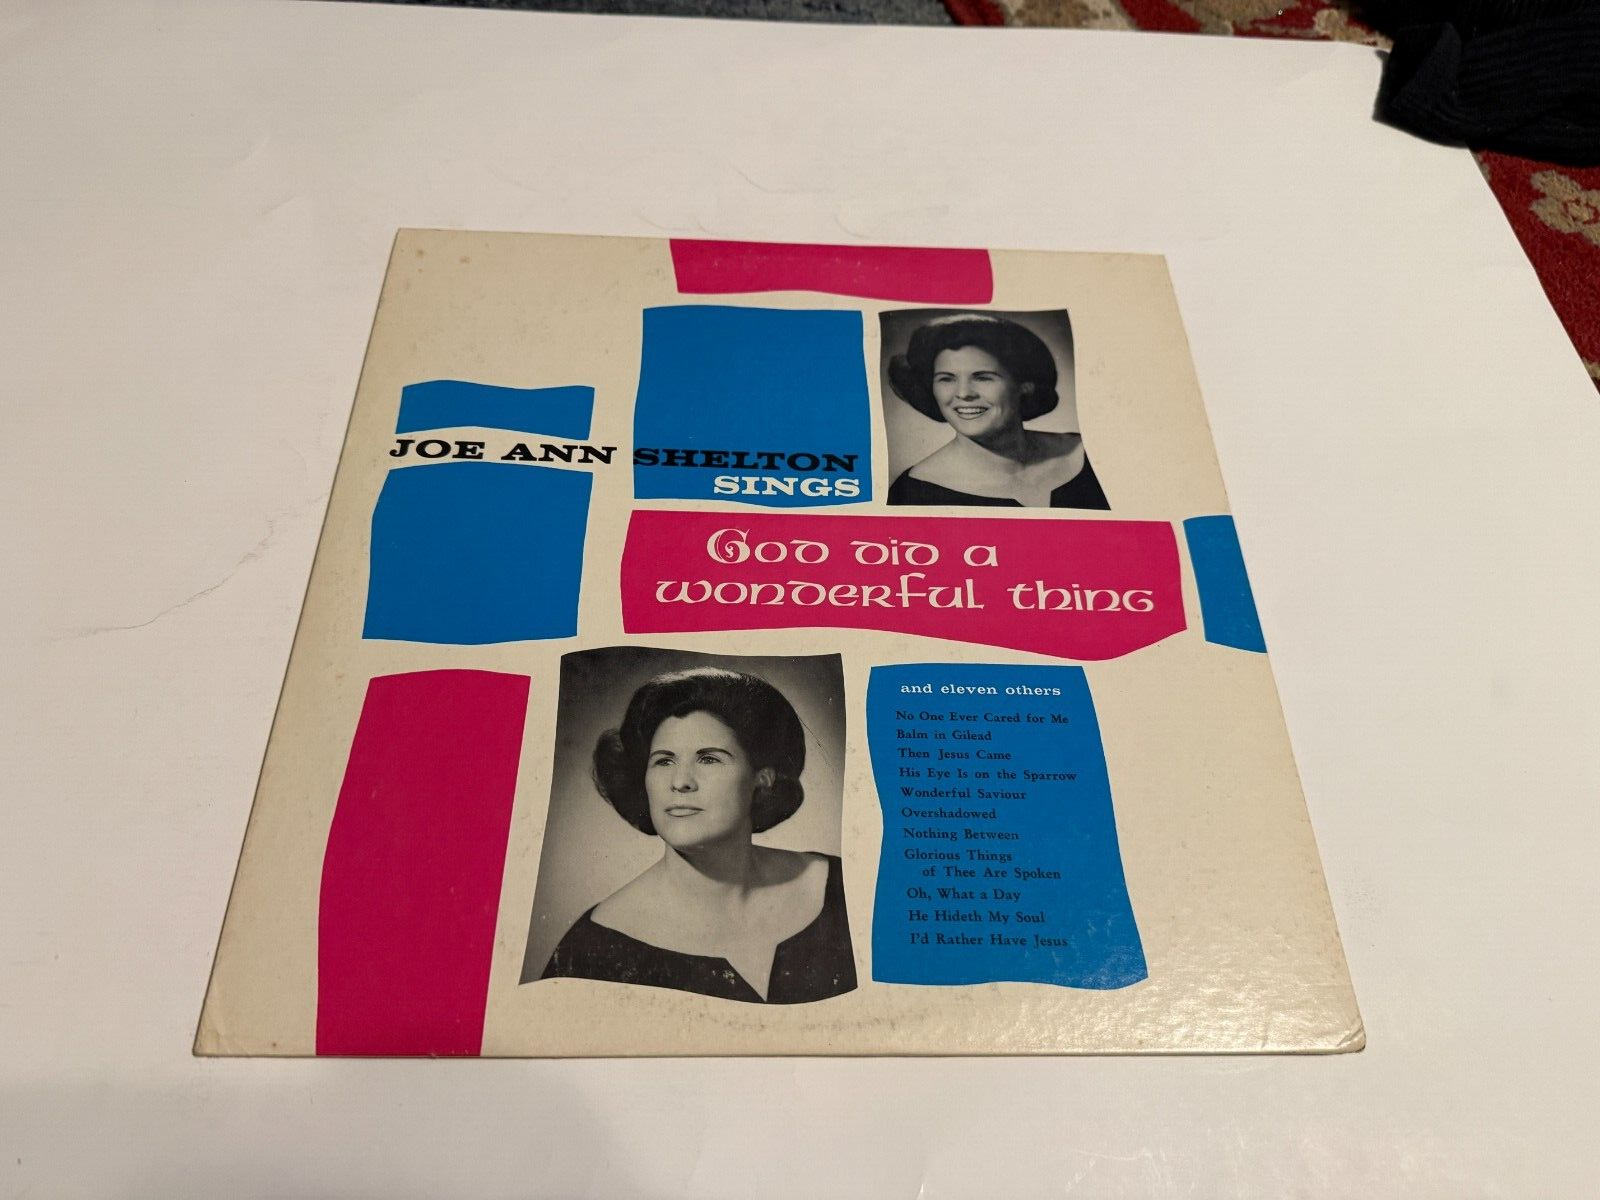 JOE ANN SHELTON
SINGS
God did a
wonderful thing
and eleven others
No One Ever Cared for Me
Balm in Gilead
Then Jesus Came
His Eye Is on the Sparrow
Wonderful Saviour
Overshadowed
Nothing Between
Glorious Things
of Thee Are Spoken
Oh, What a Day
He Hideth My Soul
I'd Rather Have Jesus